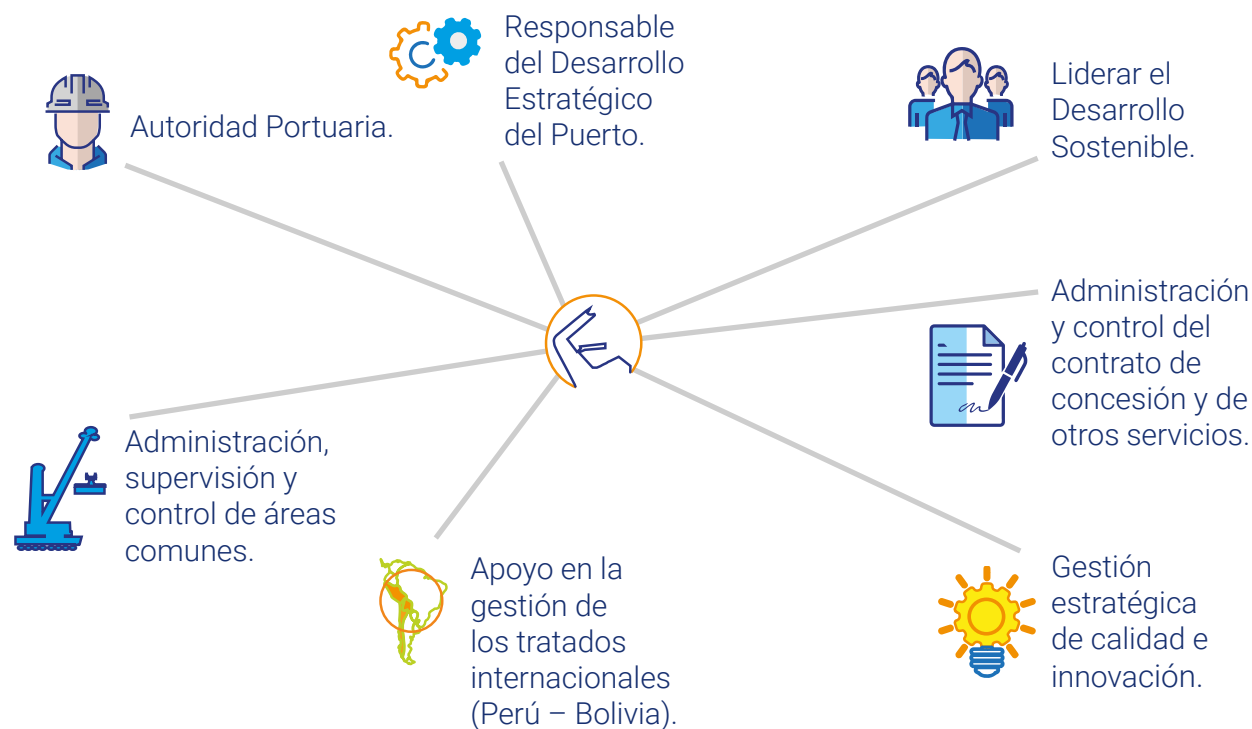 Autoridad Portuaria.
Responsable
del Desarrollo
Estratégico
del Puerto.
Liderar el
Desarrollo
Sostenible.
Administración
y control del
contrato de
concesión y de
otros servicios.
Administración,
supervisión y
control de áreas
comunes.
Apoyo en la
gestión de
los tratados
internacionales
(Perú – Bolivia).
Gestión
estratégica
de calidad e
innovación.